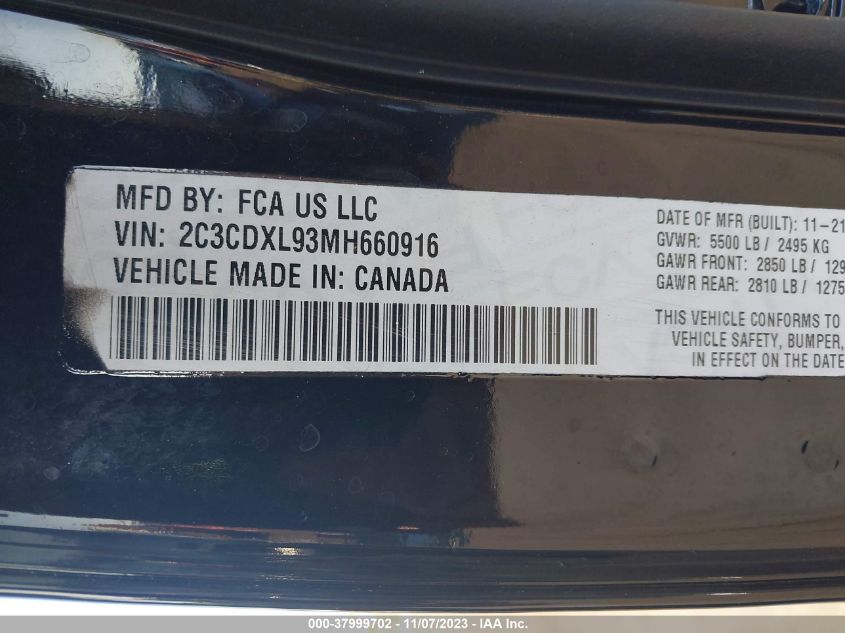 MFD BY: FCA US LLC
VIN: 2C3CDXL93MH660916
VEHICLE MADE IN: CANADA
DATE OF MFR (BUILT): 11-21
GVWR: 5500 LB / 2495 KG
GAWR FRONT: 2850 LB / 129
GAWR REAR: 2810 LB / 1275
THIS VEHICLE CONFORMS TO
VEHICLE SAFETY, BUMPER,
IN EFFECT ON THE DATE
000-37999702 - 11/07/2023 - IAA Inc.